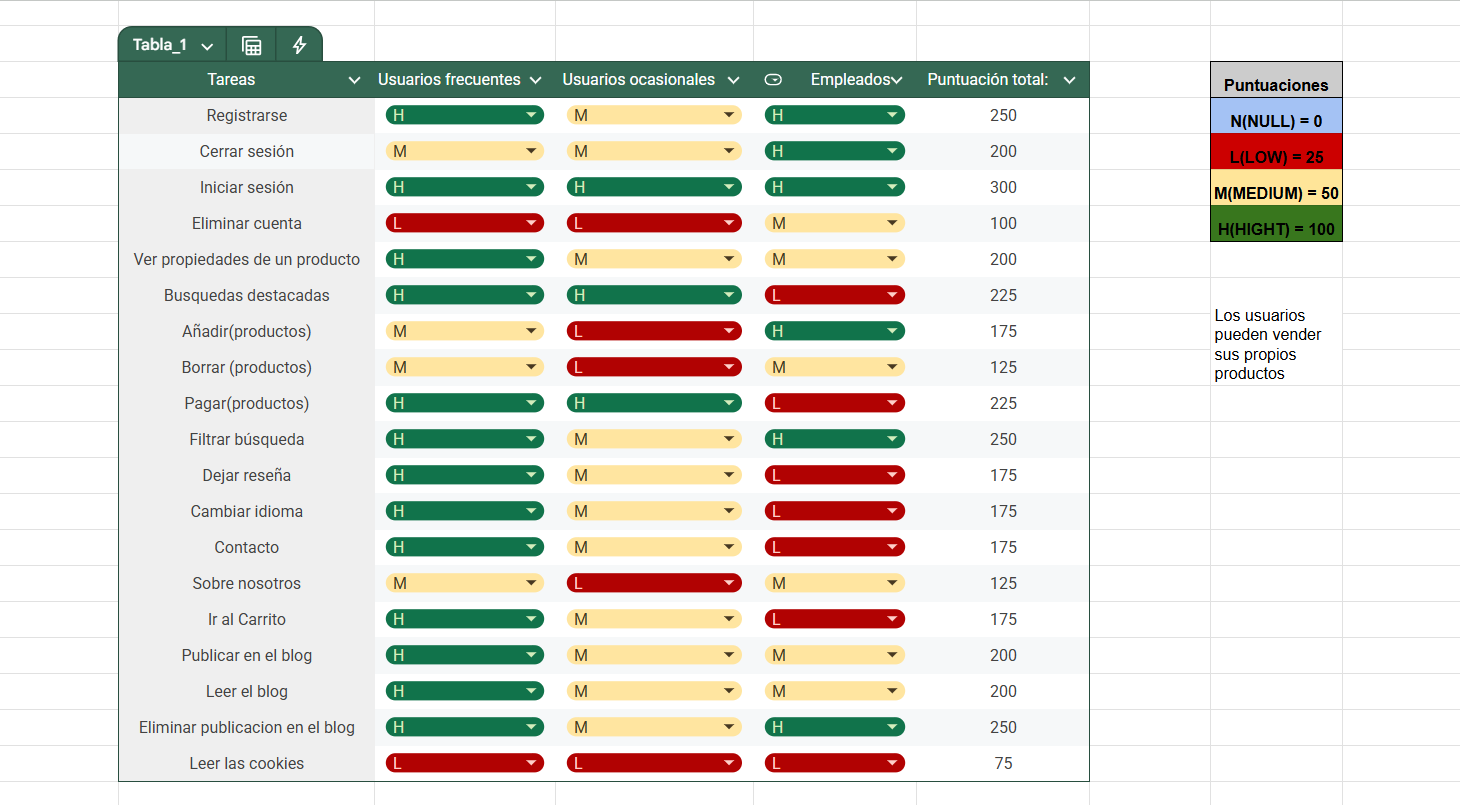 Tabla_1
Tareas Usuarios frecuentes Usuarios ocasionales Empleados Puntuación total:
Registrarse H M H 250
Cerrar sesión M M H 200
Iniciar sesión H H H 300
Eliminar cuenta L L M 100
Ver propiedades de un producto H M M 200
Busquedas destacadas H H L 225
Añadir(productos) M L H 175
Borrar (productos) M L M 125
Pagar(productos) H H L 225
Filtrar búsqueda H M H 250
Dejar reseña H M L 175
Cambiar idioma H M L 175
Contacto H M L 175
Sobre nosotros M L M 125
Ir al Carrito H M L 175
Publicar en el blog H M M 200
Leer el blog H M M 200
Eliminar publicacion en el blog H M H 250
Leer las cookies L L L 75
Puntuaciones
N(NULL) = 0
L(LOW) = 25
M(MEDIUM) = 50
H(HIGHT) = 100
Los usuarios
pueden vender
sus propios
productos